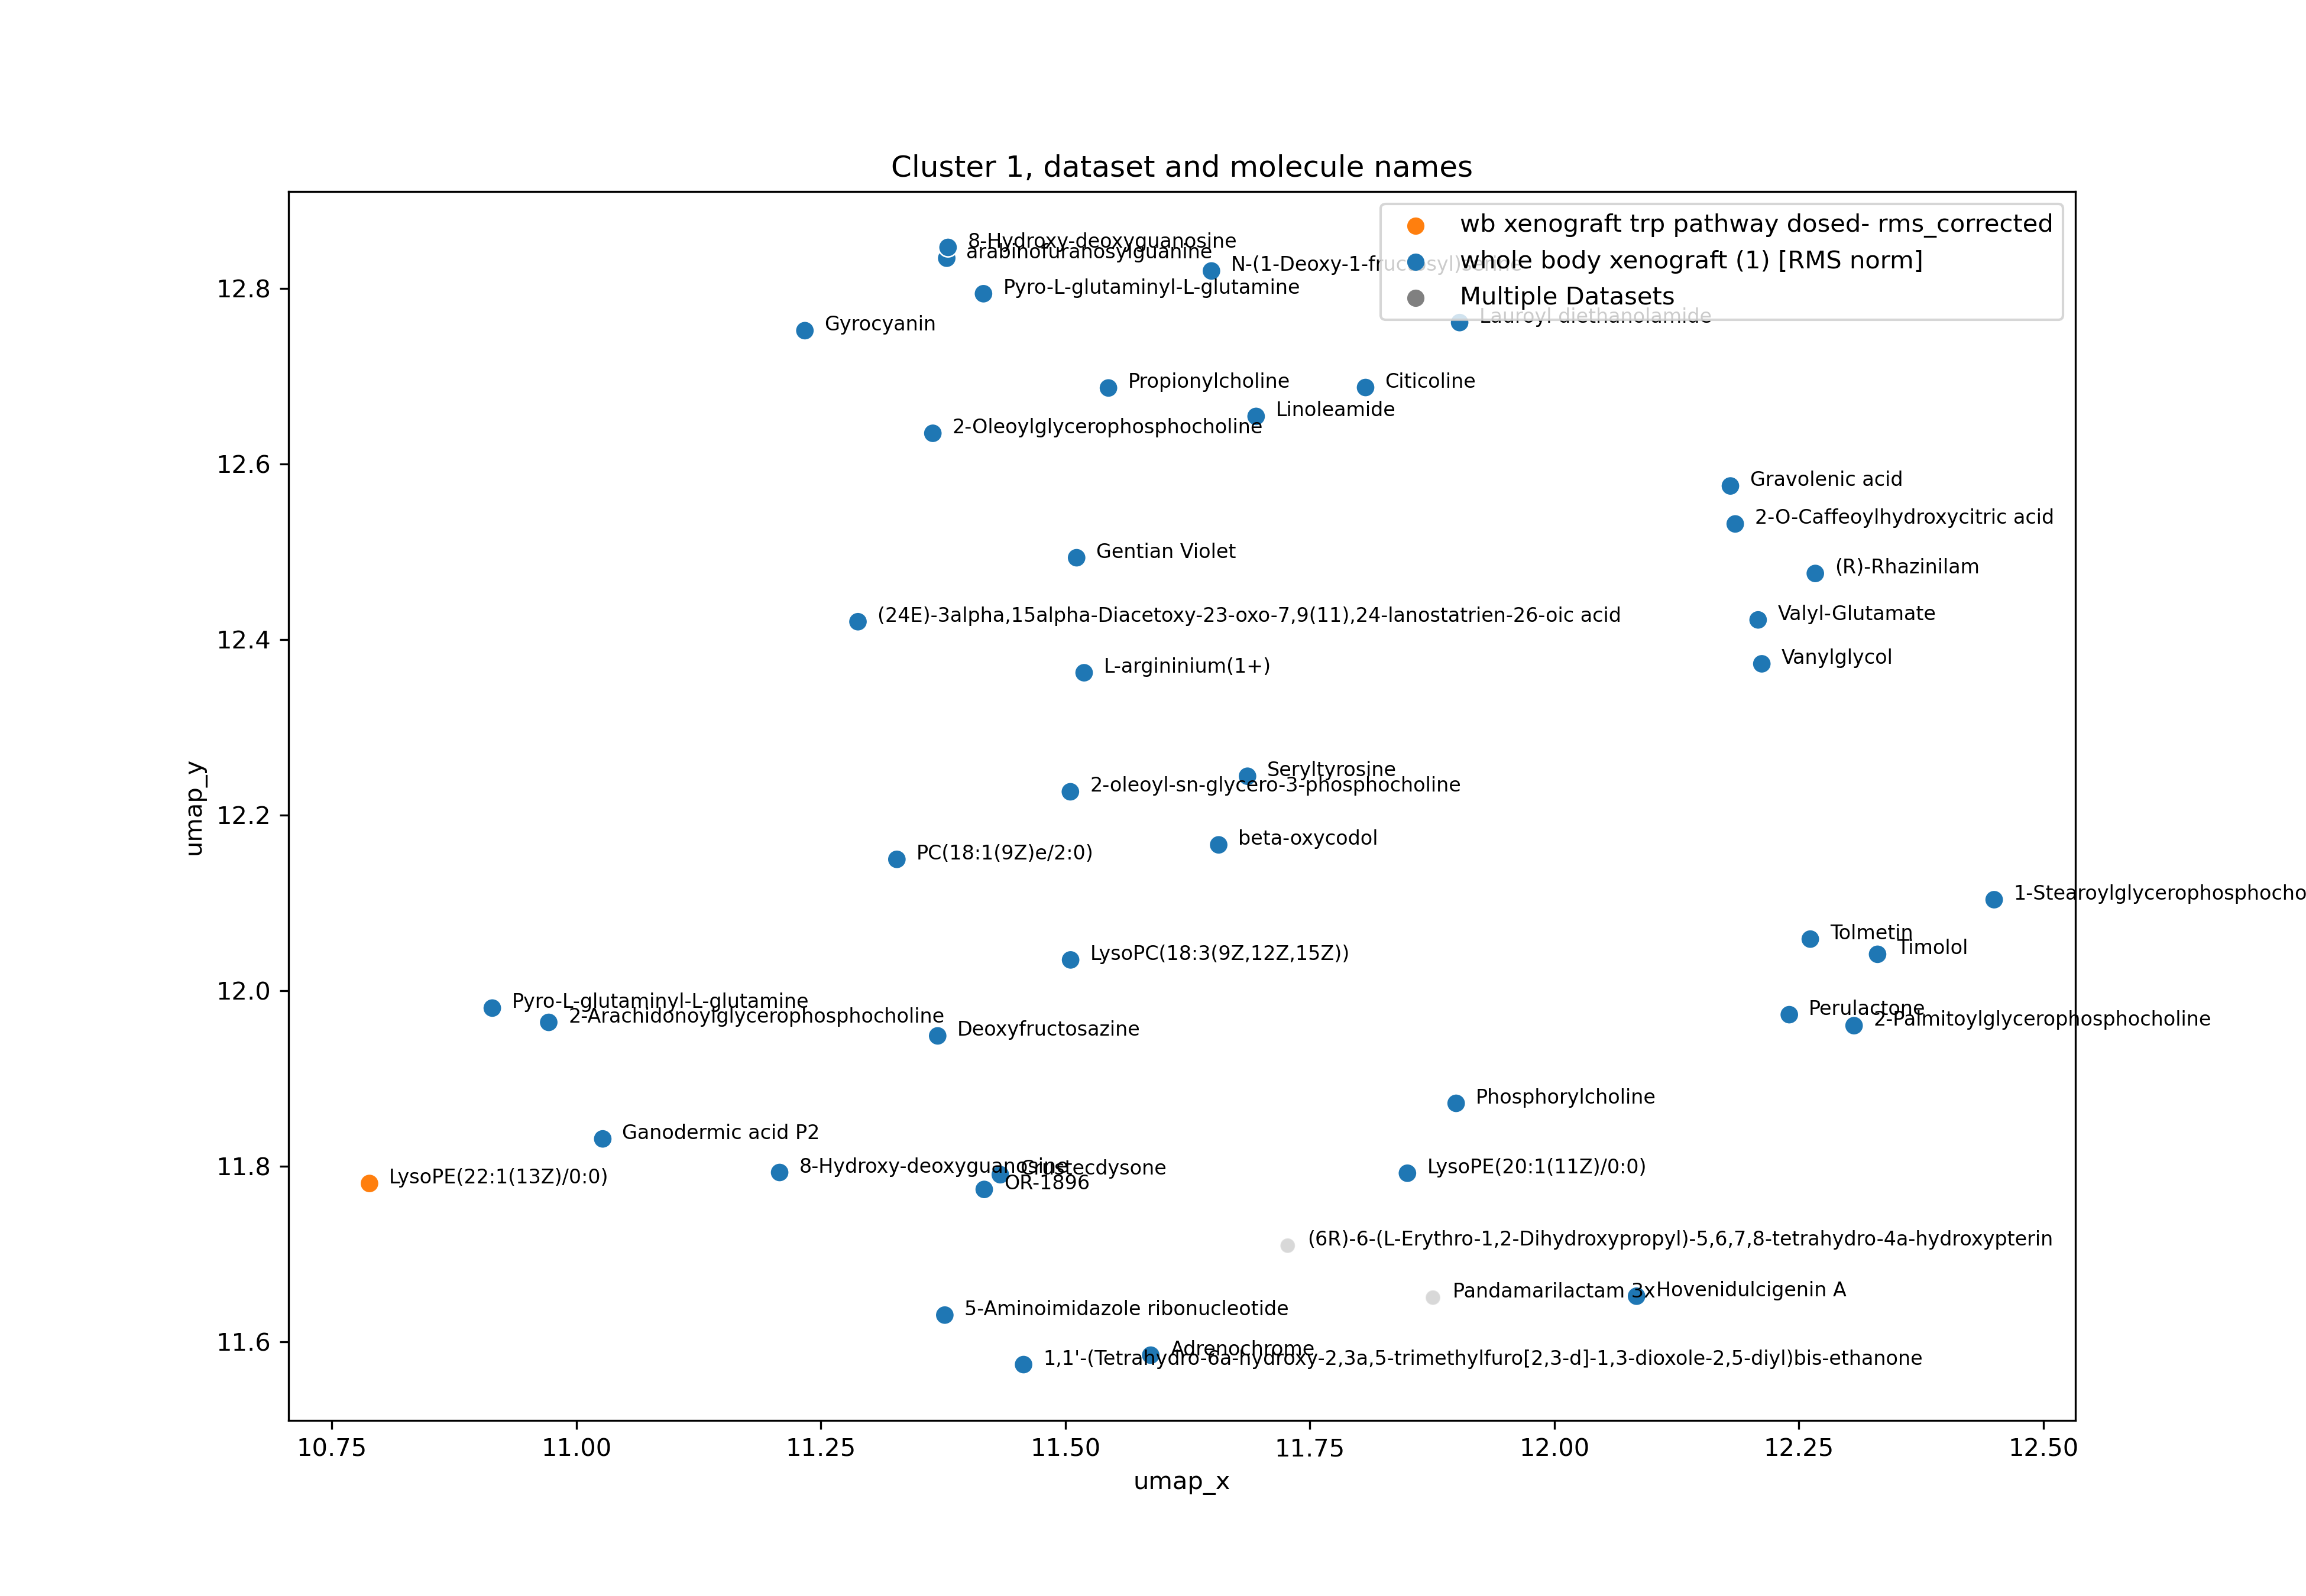 Cluster 1, dataset and molecule names
wb xenograft trp pathway dosed- rms_corrected
whole body xenograft (1) [RMS norm]
Multiple Datasets
8-Hydroxy-deoxyguanosine
arabinofuranosylguanine
N-(1-Deoxy-1-fructosyl)
Pyro-L-glutaminyl-L-glutamine
Lauroyl diethanolamide
Gyrocyanin
Propionylcholine
Citicoline
Linoleamide
2-Oleoylglycerophosphocholine
Gravolenic acid
2-O-Caffeoylhydroxycitric acid
Gentian Violet
(R)-Rhazinilam
(24E)-3alpha,15alpha-Diacetoxy-23-oxo-7,9(11),24-lanostatrien-26-oic acid
Valyl-Glutamate
L-argininium(1+)
Vanylglycol
Seryltyrosine
2-oleoyl-sn-glycero-3-phosphocholine
beta-oxycodol
PC(18:1(9Z)e/2:0)
1-Stearoylglycerophosphocho
Tolmetin
Timolol
LysoPC(18:3(9Z,12Z,15Z))
Pyro-L-glutaminyl-L-glutamine
2-Arachidonoylglycerophosphocholine
Perulactone
2-Palmitoylglycerophosphocholine
Deoxyfructosazine
Phosphorylcholine
Ganodermic acid P2
8-Hydroxy-deoxyguanosine
Crustecdysone
LysoPE(20:1(11Z)/0:0)
LysoPE(22:1(13Z)/0:0)
OR-1896
(6R)-6-(L-Erythro-1,2-Dihydroxypropyl)-5,6,7,8-tetrahydro-4a-hydroxypterin
Pandamarilactam 3x
Hovenidulcigenin A
5-Aminoimidazole ribonucleotide
Adrenochrome
1,1'-(Tetrahydro-6a-hydroxy-2,3a,5-trimethylfuro[2,3-d]-1,3-dioxole-2,5-diyl)bis-ethanone
umap_y
12.8
12.6
12.4
12.2
12.0
11.8
11.6
10.75 11.00 11.25 11.50 11.75 12.00 12.25 12.50
umap_x